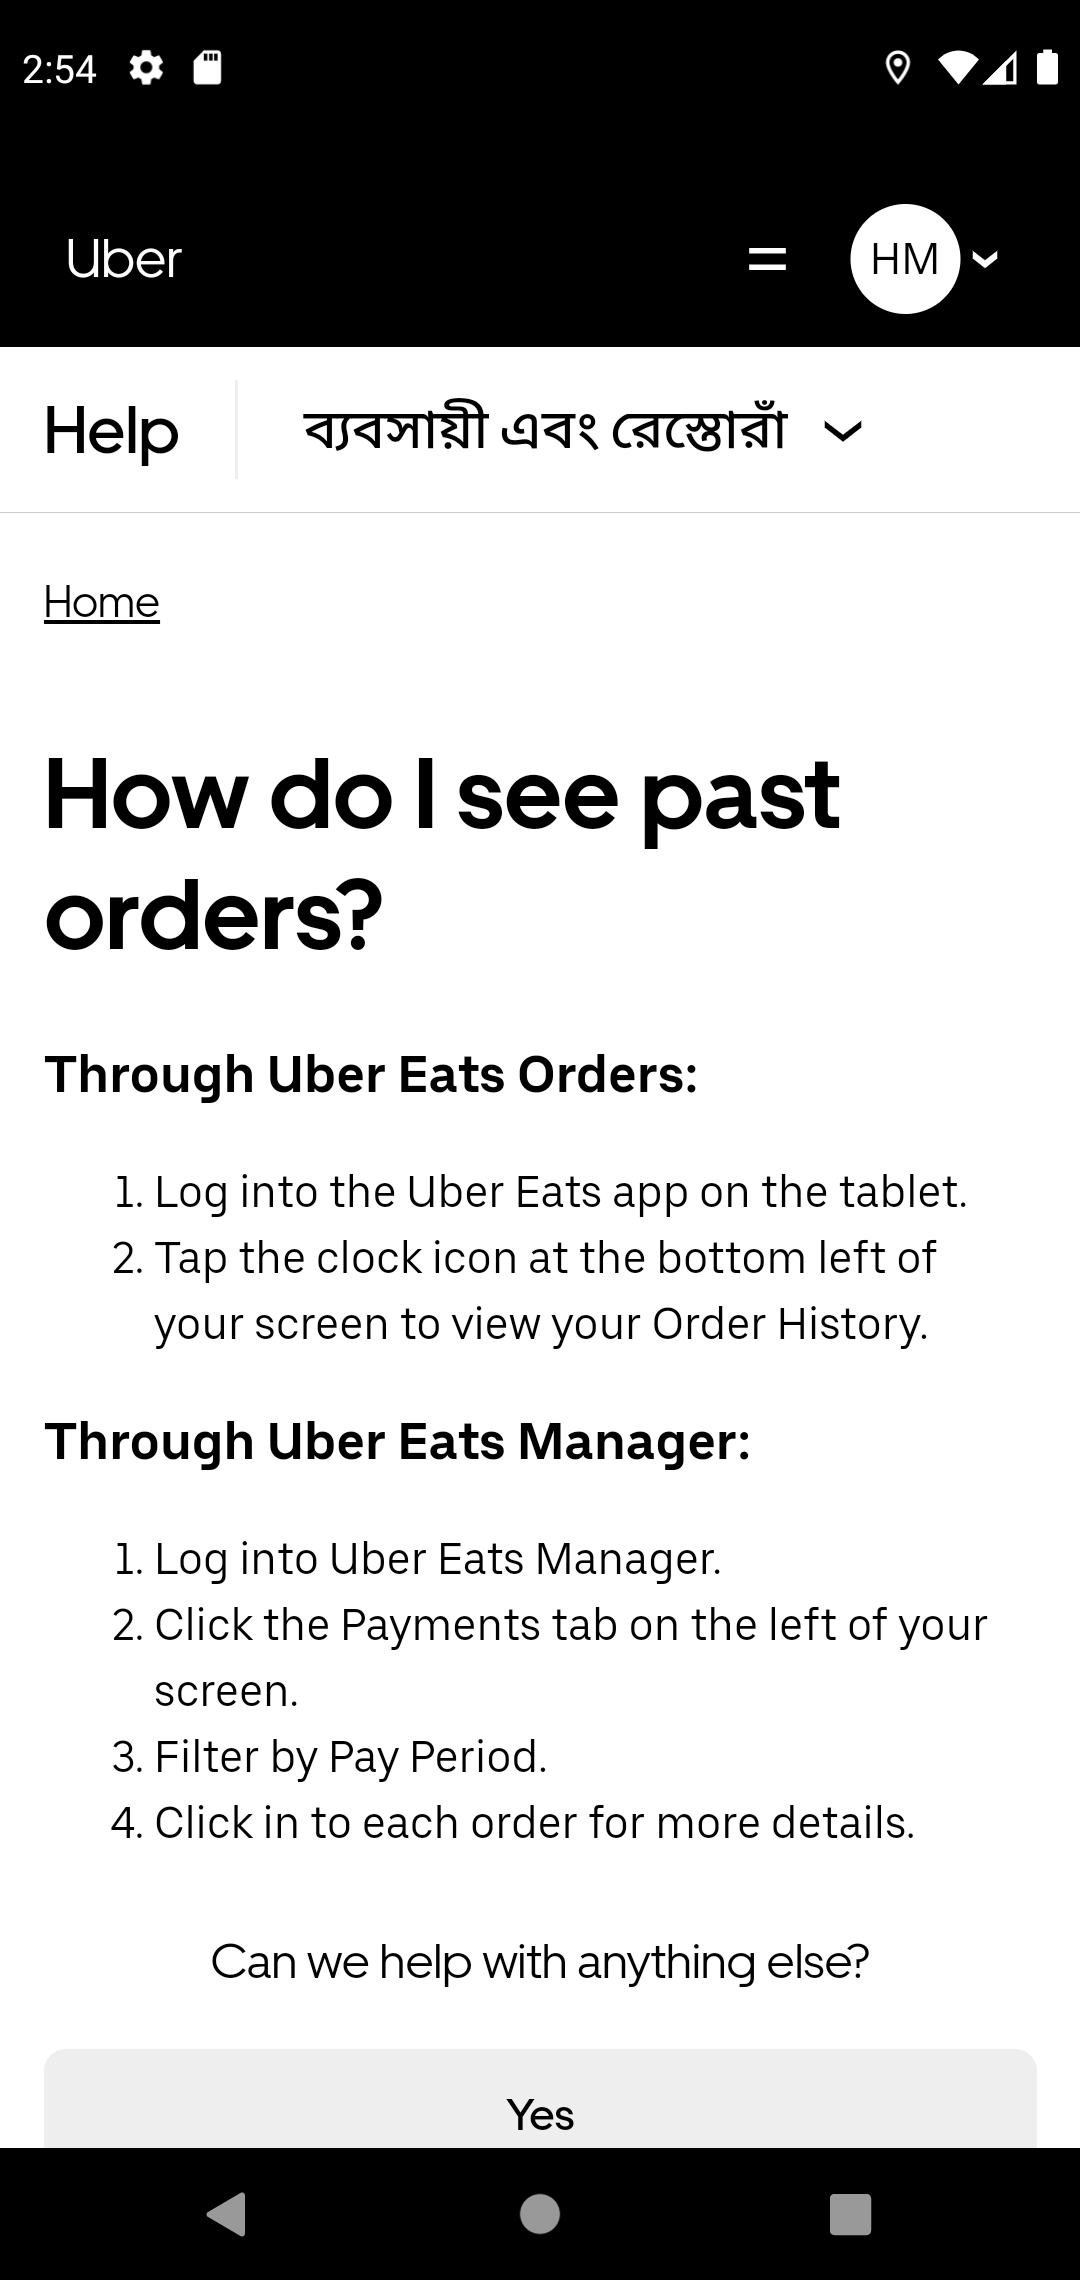 2:54
Uber
HM
Help
ব্যবসায়ী এবং রেস্তোরাঁ
Home
How do I see past
orders?
Through Uber Eats Orders:
1. Log into the Uber Eats app on the tablet.
2. Tap the clock icon at the bottom left of
your screen to view your Order History.
Through Uber Eats Manager:
1. Log into Uber Eats Manager.
2. Click the Payments tab on the left of your
screen.
3. Filter by Pay Period.
4. Click in to each order for more details.
Can we help with anything else?
Yes